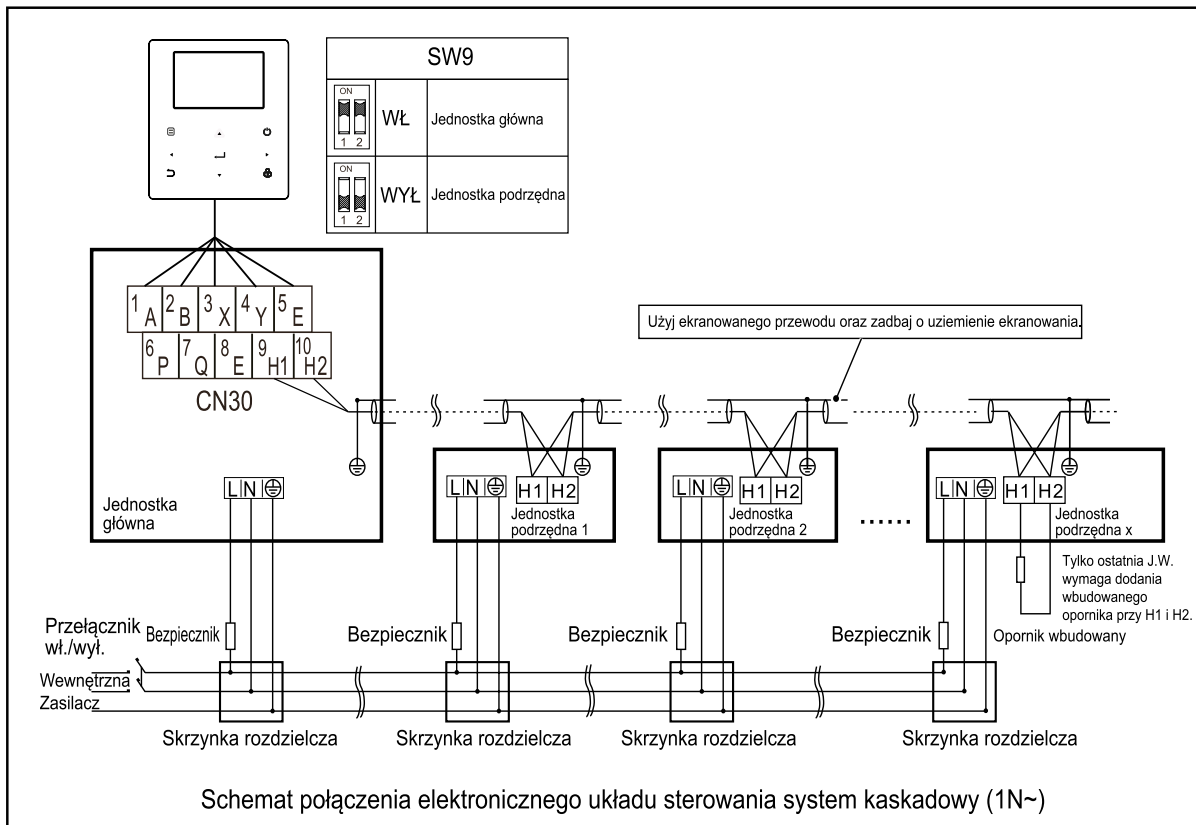 SW9
ON
1 2
WŁ
Jednostka główna
ON
1 2
WYŁ
Jednostka podrzędna
1 A 2 B 3 X 4 Y 5 E
6 P 7 Q 8 E 9 H1 10 H2
CN30
Użyj ekranowanego przewodu oraz zadbaj o uziemienie ekranowania.
L N
Jednostka
główna
L N
H1 H2
Jednostka
podrzędna 1
L N
H1 H2
Jednostka
podrzędna 2
......
L N
H1 H2
Jednostka
podrzędna x
Tylko ostatnia J.W.
wymaga dodania
wbudowanego
opornika przy H1 i H2.
Opornik wbudowany
Przełącznik
wł./wył.
Bezpiecznik
Bezpiecznik
Bezpiecznik
Bezpiecznik
Wewnętrzna
Zasilacz
Skrzynka rozdzielcza
Skrzynka rozdzielcza
Skrzynka rozdzielcza
Skrzynka rozdzielcza
Schemat połączenia elektronicznego układu sterowania system kaskadowy (1N~)